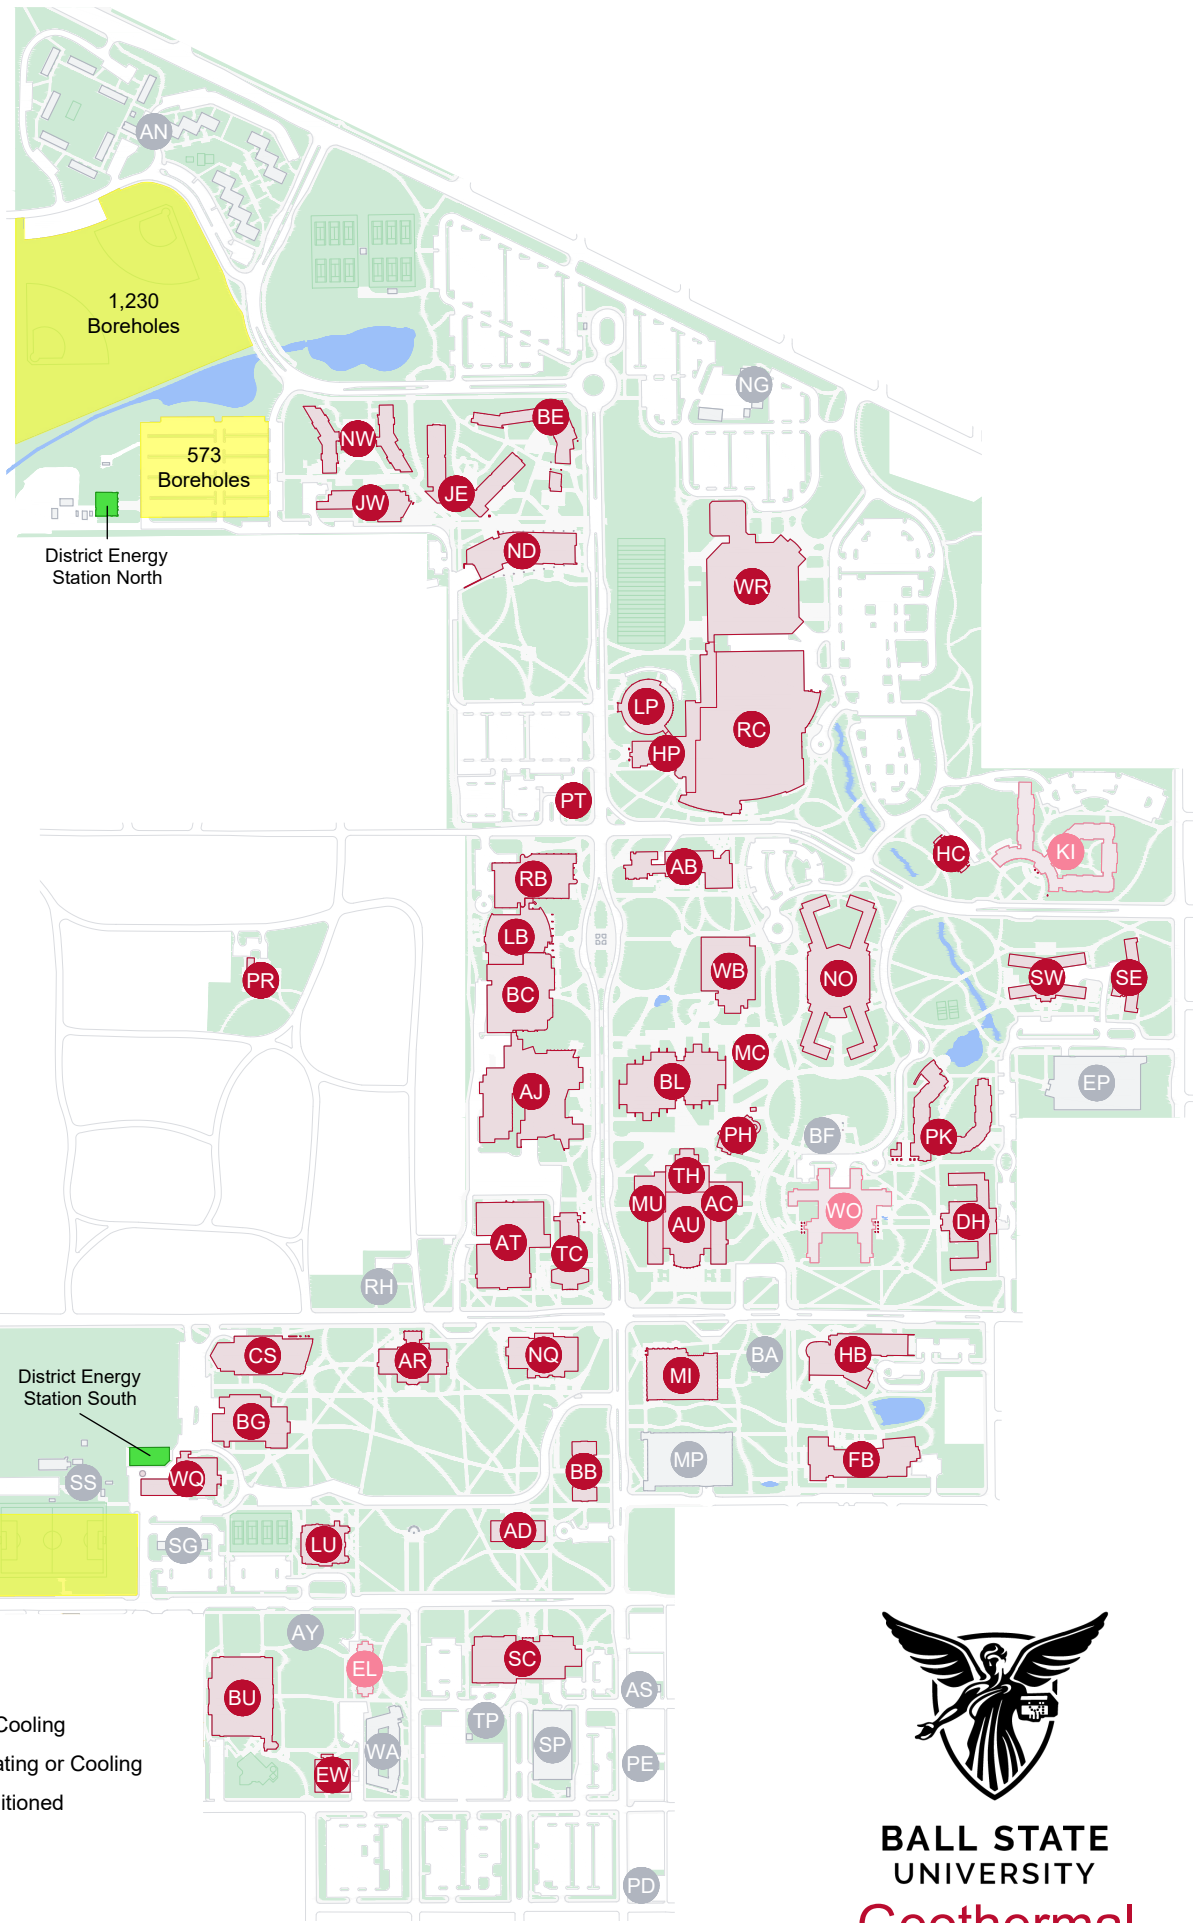 AN
1,230
Boreholes
NG
BE
NW
573
Boreholes
JE
JW
ND
District Energy
Station North
WR
LP
RC
HP
PT
HC
KI
AB
RB
LB
WB
NO
SW
SE
PR
BC
MC
BL
EP
AJ
PH
BF
PK
TH
MU
AC
WO
AU
DH
AT
TC
RH
CS
AR
NQ
BA
HB
MI
District Energy
Station South
BG
MP
FB
BB
WQ
SS
AD
LU
SG
AY
SC
EL
AS
BU
TP
Cooling
SP
WA
PE
ating or Cooling
EW
itioned
BALL STATE
UNIVERSITY
PD
Geothermal